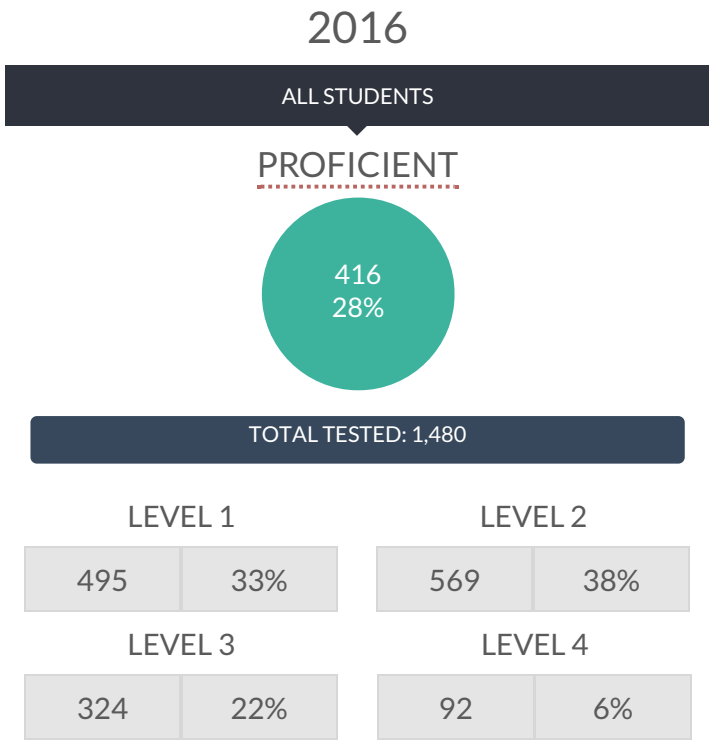 2016
ALL STUDENTS
PROFICIENT
416
28%
TOTAL TESTED: 1,480
LEVEL 1
495 33%
LEVEL 2
569 38%
LEVEL 3
324 22%
LEVEL 4
92 6%